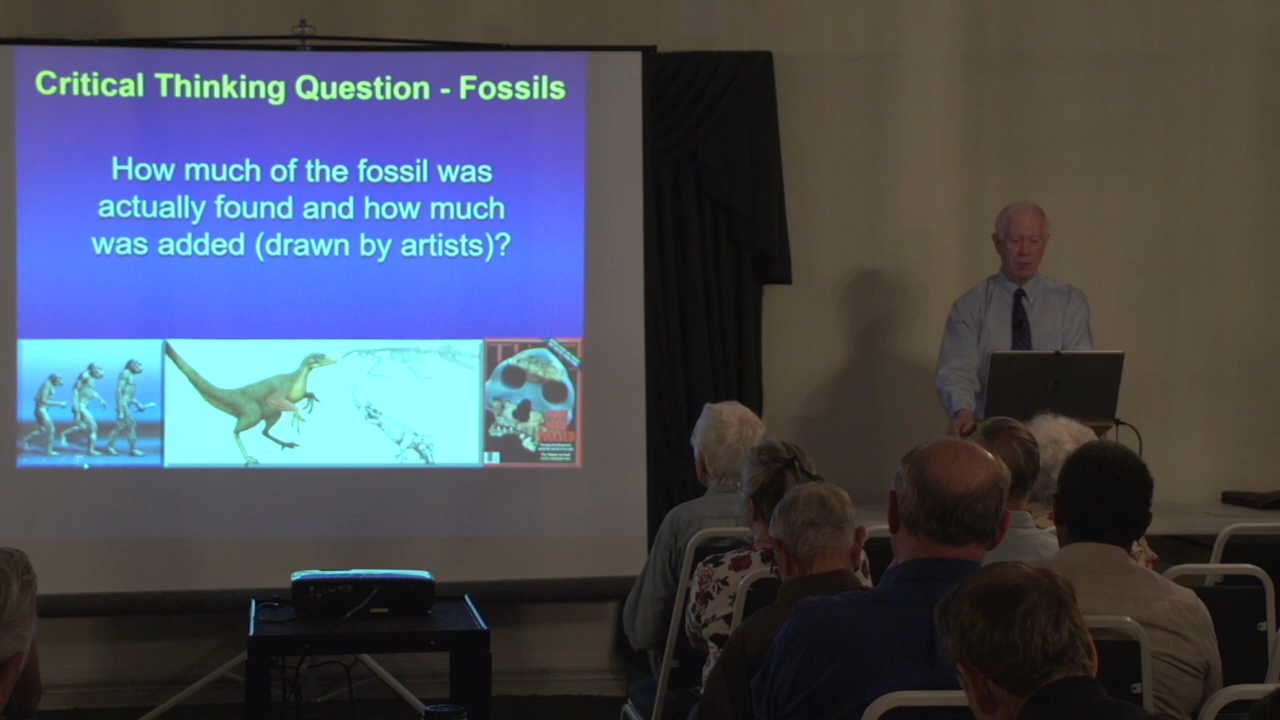 Critical Thinking Question - Fossils
How much of the fossil was
actually found and how much
was added (drawn by artists)?
EVOLVED